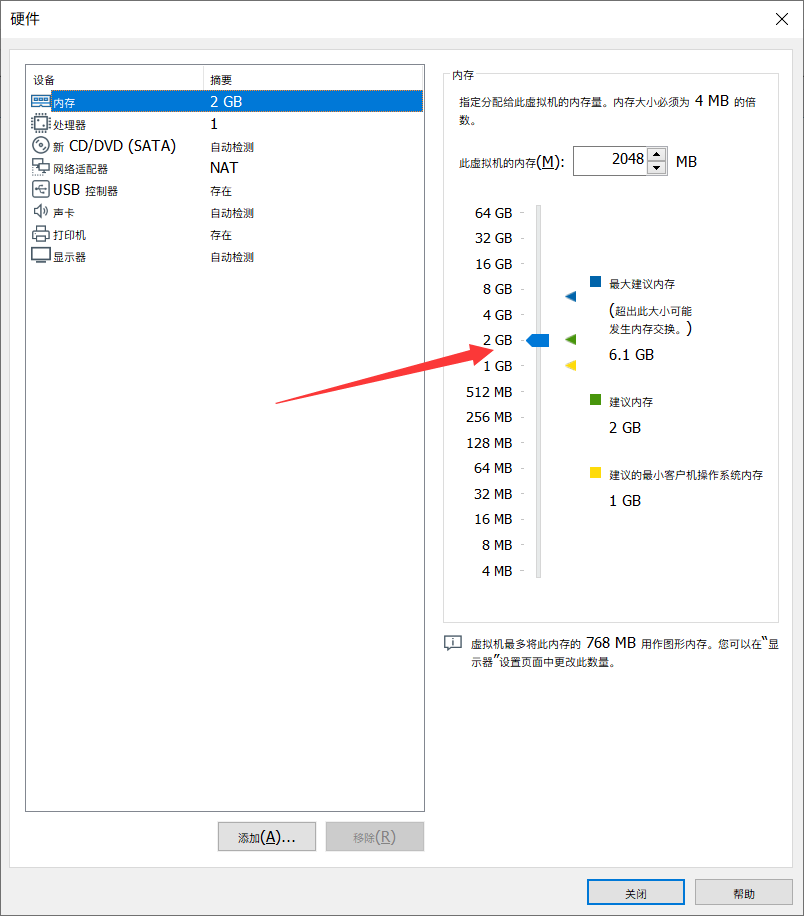 硬件
设备 摘要
内存 2 GB
处理器 1
新 CD/DVD (SATA) 自动检测
网络适配器 NAT
USB 控制器 存在
声卡 自动检测
打印机 存在
显示器 自动检测
添加(A)...
移除(R)
内存
指定分配给此虚拟机的内存量。内存大小必须为 4 MB 的倍
数。
此虚拟机的内存(M): 2048 MB
64 GB
32 GB
16 GB
8 GB
4 GB
2 GB
1 GB
512 MB
256 MB
128 MB
64 MB
32 MB
16 MB
8 MB
4 MB
最大建议内存
(超出此大小可能
发生内存交换。)
6.1 GB
建议内存
2 GB
建议的最小客户机操作系统内存
1 GB
虚拟机最多将此内存的 768 MB 用作图形内存。您可以在“显
示器”设置页面中更改此数量。
关闭
帮助